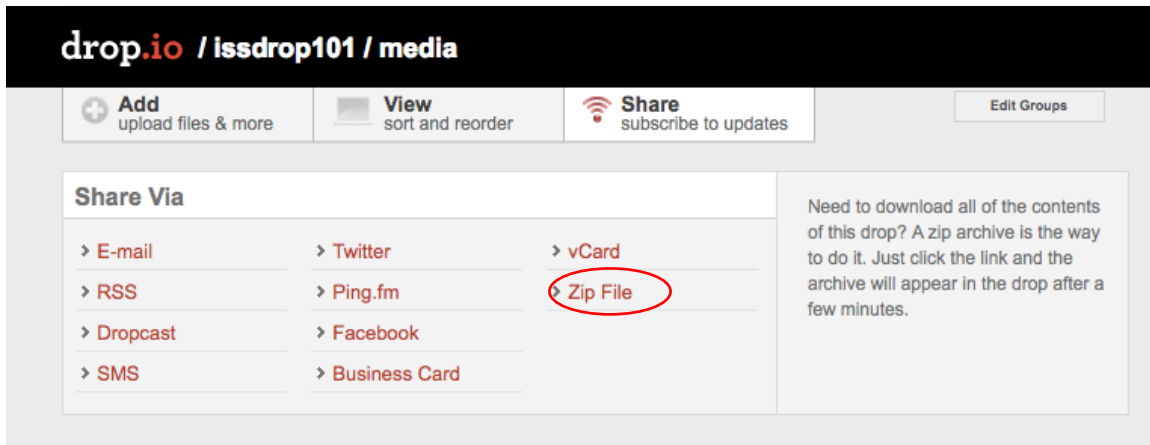 drop.io / issdrop101 / media
Add
upload files & more
View
sort and reorder
Share
subscribe to updates
Edit Groups
Share Via
E-mail
RSS
Dropcast
SMS
Twitter
Ping.fm
Facebook
Business Card
vCard
Zip File
Need to download all of the contents
of this drop? A zip archive is the way
to do it. Just click the link and the
archive will appear in the drop after a
few minutes.